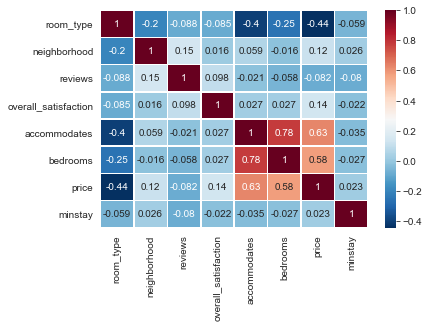 room_type 1 -0.2 -0.088 -0.085 -0.4 -0.25 -0.44 -0.059
neighborhood -0.2 1 0.15 0.016 0.059 -0.016 0.12 0.026
reviews -0.088 0.15 1 0.098 -0.021 -0.058 -0.082 -0.08
overall_satisfaction -0.085 0.016 0.098 1 0.027 0.027 0.14 -0.022
accommodates -0.4 0.059 -0.021 0.027 1 0.78 0.63 -0.035
bedrooms -0.25 -0.016 -0.058 0.027 0.78 1 0.58 -0.027
price -0.44 0.12 -0.082 0.14 0.63 0.58 1 0.023
minstay -0.059 0.026 -0.08 -0.022 -0.035 -0.027 0.023 1
room_type
neighborhood
reviews
overall_satisfaction
accommodates
bedrooms
price
minstay
1.0
0.8
0.6
0.4
0.2
0.0
−0.2
−0.4